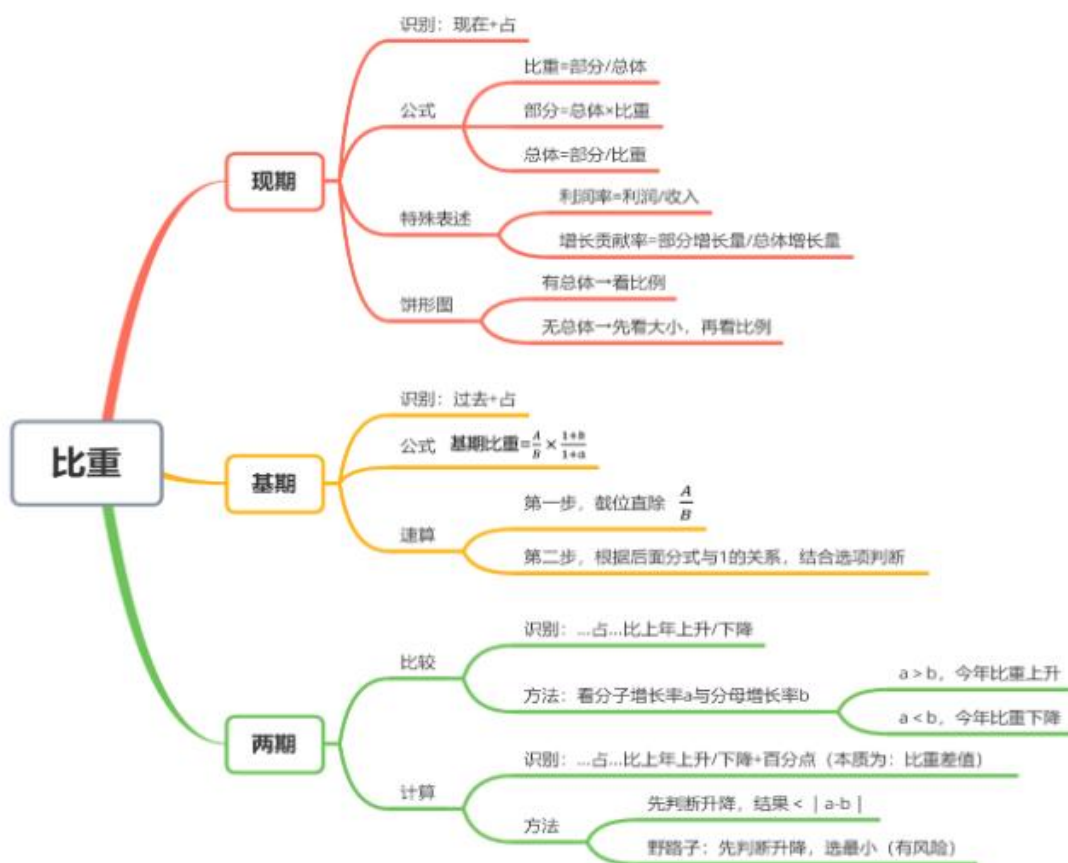 比重
现期
识别：现在+占
公式
比重=部分/总体
部分=总体×比重
总体=部分/比重
特殊表述
利润率=利润/收入
增长贡献率=部分增长量/总体增长量
饼形图
有总体→看比例
无总体→先看大小，再看比例
基期
识别：过去+占
公式 基期比重=A/B×(1+b)/(1+a)
速算
第一步，截位直除 A/B
第二步，根据后面分式与1的关系，结合选项判断
两期
比较
识别：...占...比上年上升/下降
方法：看分子增长率a与分母增长率b
a > b，今年比重上升
a < b，今年比重下降
计算
识别：...占...比上年上升/下降+百分点（本质为：比重差值）
方法
先判断升降，结果 < | a-b |
野路子：先判断升降，选最小（有风险）